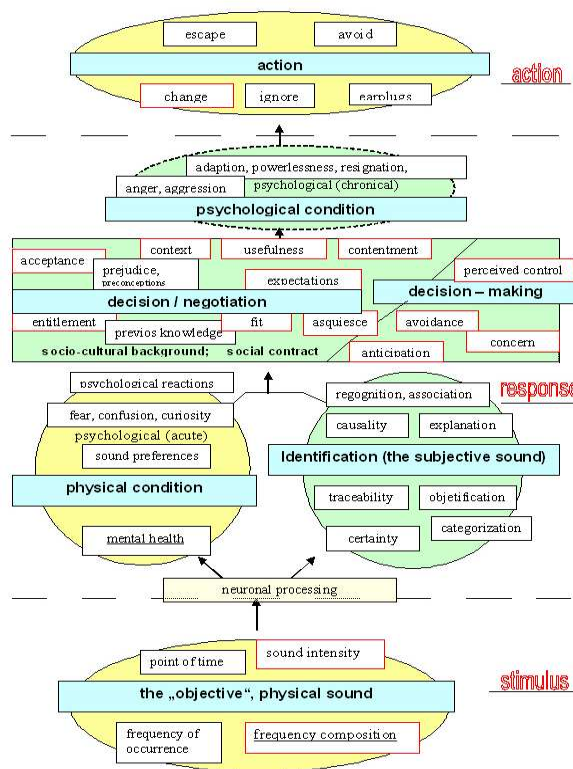 escape
avoid
action
action
change
ignore
earplugs
adaption, powerlessness, resignation,
anger, aggression
psychological (chronical)
psychological condition
context
usefulness
contentment
acceptance
prejudice,
preconceptions
expectations
perceived control
decision / negotiation
decision – making
entitlement
previos knowledge
fit
asquiesce
avoidance
concern
socio-cultural background; social contract
anticipation
psychological reactions
regognition, association
response
fear, confusion, curiosity
psychological (acute)
causality
explanation
sound preferences
Identification (the subjective sound)
physical condition
traceability
objetification
mental health
certainty
categorization
neuronal processing
point of time
sound intensity
stimulus
the „objective“, physical sound
frequency of
occurrence
frequency composition